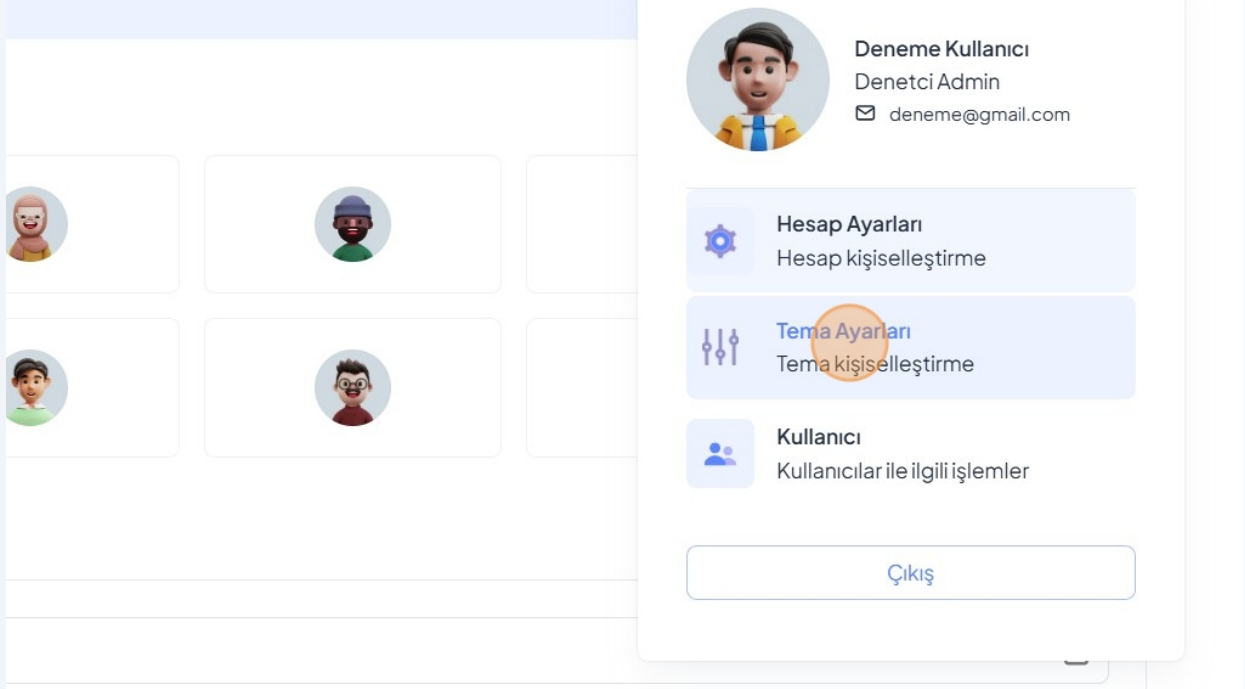 Deneme Kullanıcı
Denetci Admin
deneme@gmail.com
Hesap Ayarları
Hesap kişiselleştirme
Tema Ayarları
Tema kişiselleştirme
Kullanıcı
Kullanıcılar ile ilgili işlemler
Çıkış